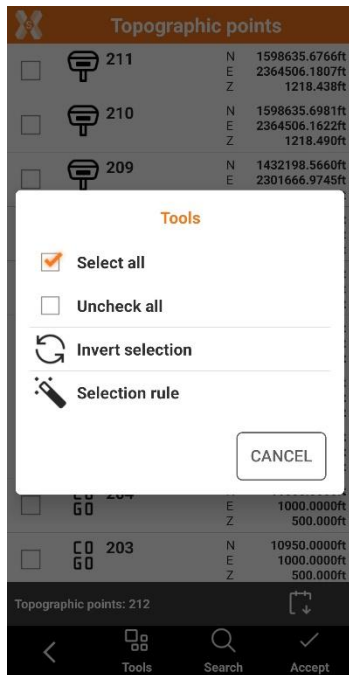 Topographic points
211 N 1598635.6766ft
E 2364506.1807ft
Z 1218.438ft
210 N 1598635.6981ft
E 2364506.1622ft
Z 1218.490ft
209 N 1432198.5660ft
E 2301666.9745ft
Tools
Select all
Uncheck all
Invert selection
Selection rule
CANCEL
E 1000.0000ft
Z 500.000ft
CO
GO
203 N 10950.0000ft
E 1000.0000ft
Z 500.000ft
Topographic points: 212
Tools Search Accept